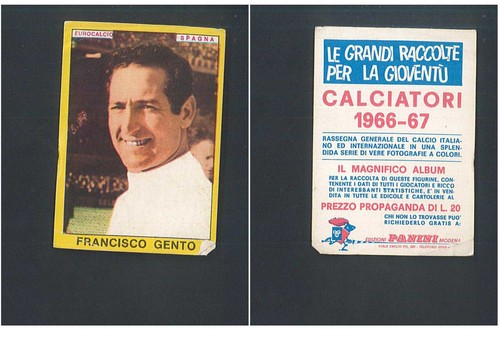 EUROCALCIO
SPAGNA
FRANCISCO GENTO
LE GRANDI RACCOLTE
PER LA GIOVENTÙ
CALCIATORI
1966-67
RASSEGNA GENERALE DEL CALCIO ITALIA-
NO ED INTERNAZIONALE IN UNA SPLEN-
DIDA SERIE DI VERE FOTOGRAFIE A COLORI.
IL MAGNIFICO ALBUM
PER LA RACCOLTA DI QUESTE FIGURINE, CON-
TENENTE I DATI DI TUTTI I GIOCATORI E RICCO
DI INTERESSANTI STATISTICHE, E' IN VEN-
DITA IN TUTTE LE EDICOLE E CARTOLERIE AL
PREZZO PROPAGANDA DI L. 20
CHI NON LO TROVASSE PUO'
RICHIEDERLO GRATIS A:
EDIZIONI PANINI MODENA